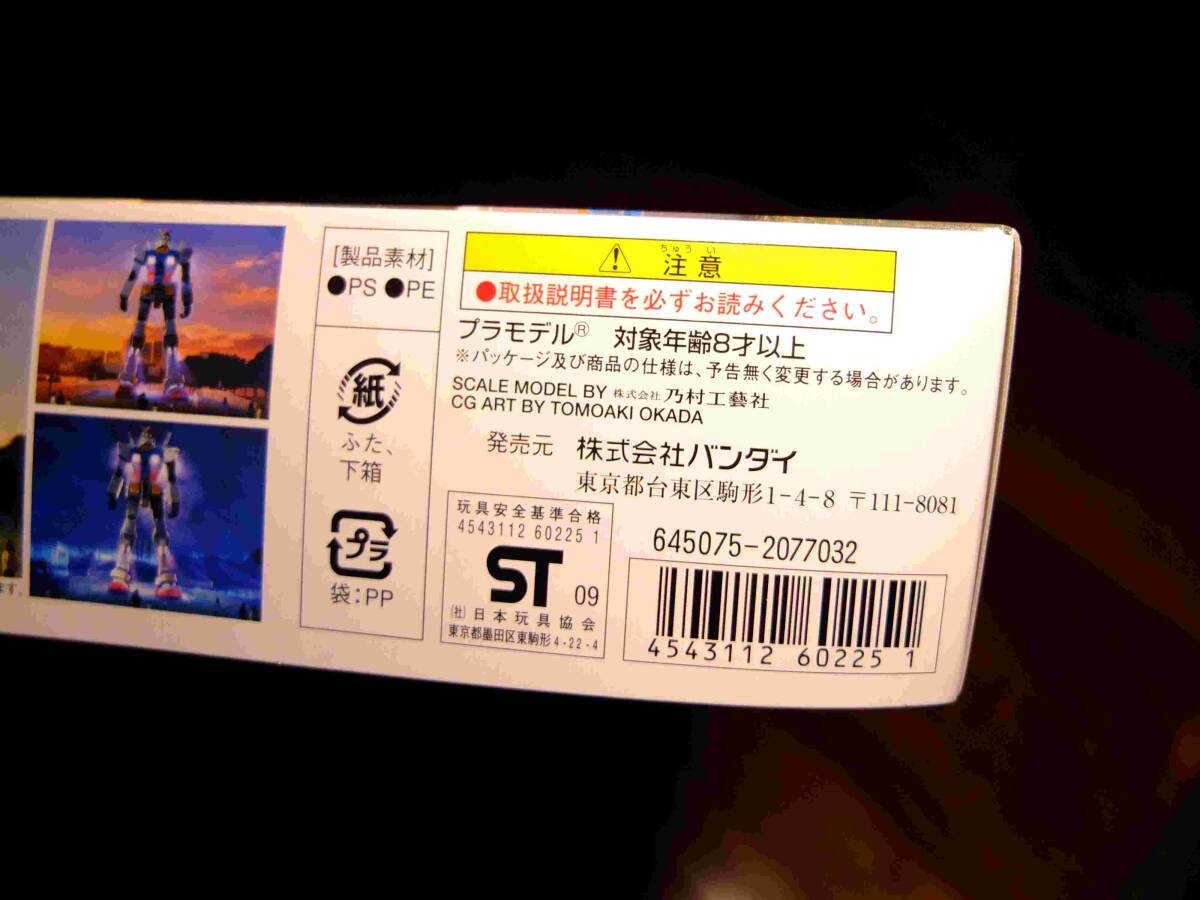 [製品素材]
●PS ●PE
紙
ふた、
下箱
プラ
袋:PP
ちゅう い
注意
●取扱説明書を必ずお読みください。
プラモデル® 対象年齢8才以上
※パッケージ及び商品の仕様は、予告無く変更する場合があります。
SCALE MODEL BY 株式会社 乃村工藝社
CG ART BY TOMOAKI OKADA
発売元 株式会社バンダイ
東京都台東区駒形1-4-8 〒111-8081
玩具安全基準合格
4543112 60225 1
ST 09
(社)日本玩具協会
東京都墨田区東駒形4-22-4
645075-2077032
4543112 602251
ます。